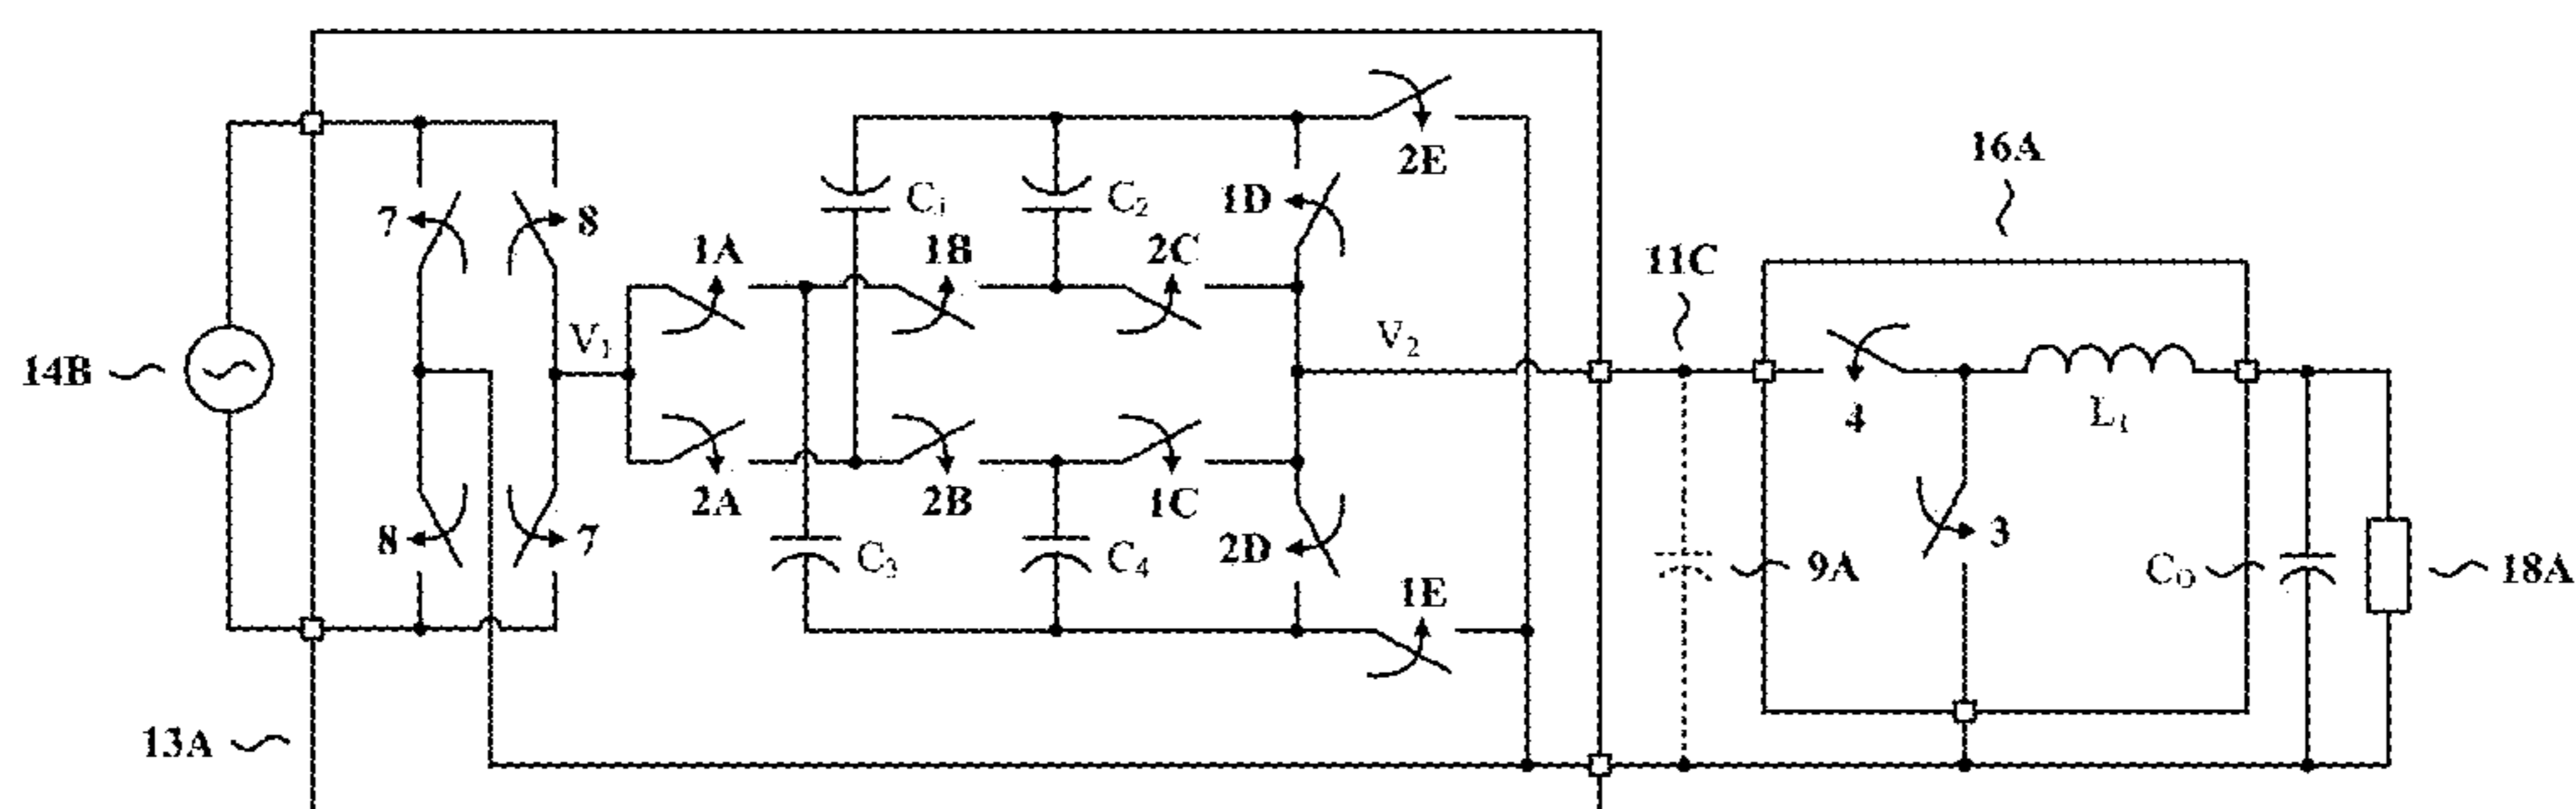 2E
16A
7
8
C₁
C₂
1D
1A
1B
2C
11C
14B
V₁
V₂
4
L₁
2A
2B
1C
8
7
C₃
C₄
2D
3
9A
C₀
18A
1E
13A